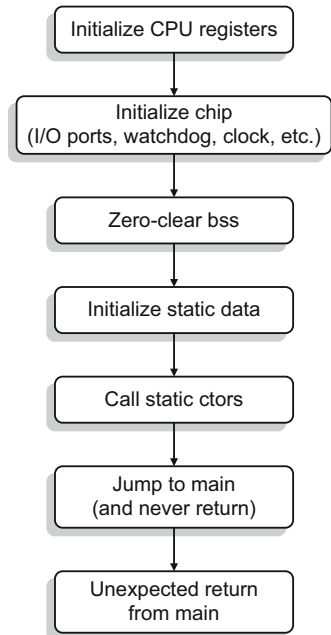 Initialize CPU registers
Initialize chip
(I/O ports, watchdog, clock, etc.)
Zero-clear bss
Initialize static data
Call static ctors
Jump to main
(and never return)
Unexpected return
from main